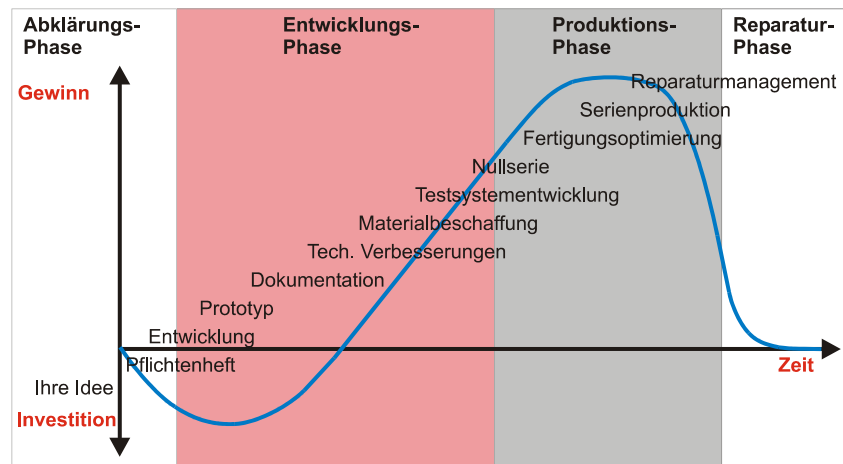 Abklärungs-
Phase
Entwicklungs-
Phase
Produktions-
Phase
Reparatur-
Phase
Gewinn
Reparaturmanagement
Serienproduktion
Fertigungsoptimierung
Nullserie
Testsystementwicklung
Materialbeschaffung
Tech. Verbesserungen
Dokumentation
Prototyp
Entwicklung
Pflichtenheft
Zeit
Ihre Idee
Investition